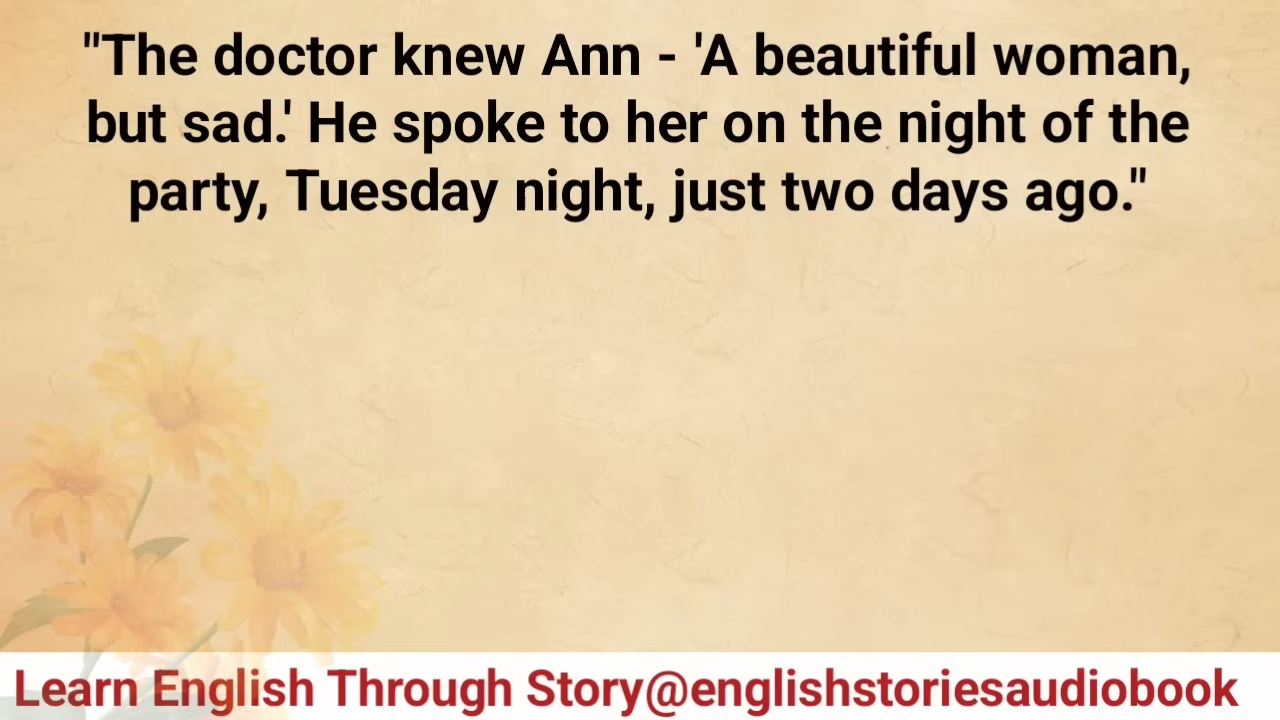 "The doctor knew Ann - 'A beautiful woman,
but sad.' He spoke to her on the night of the
party, Tuesday night, just two days ago."
Learn English Through Story@englishstoriesaudiobook